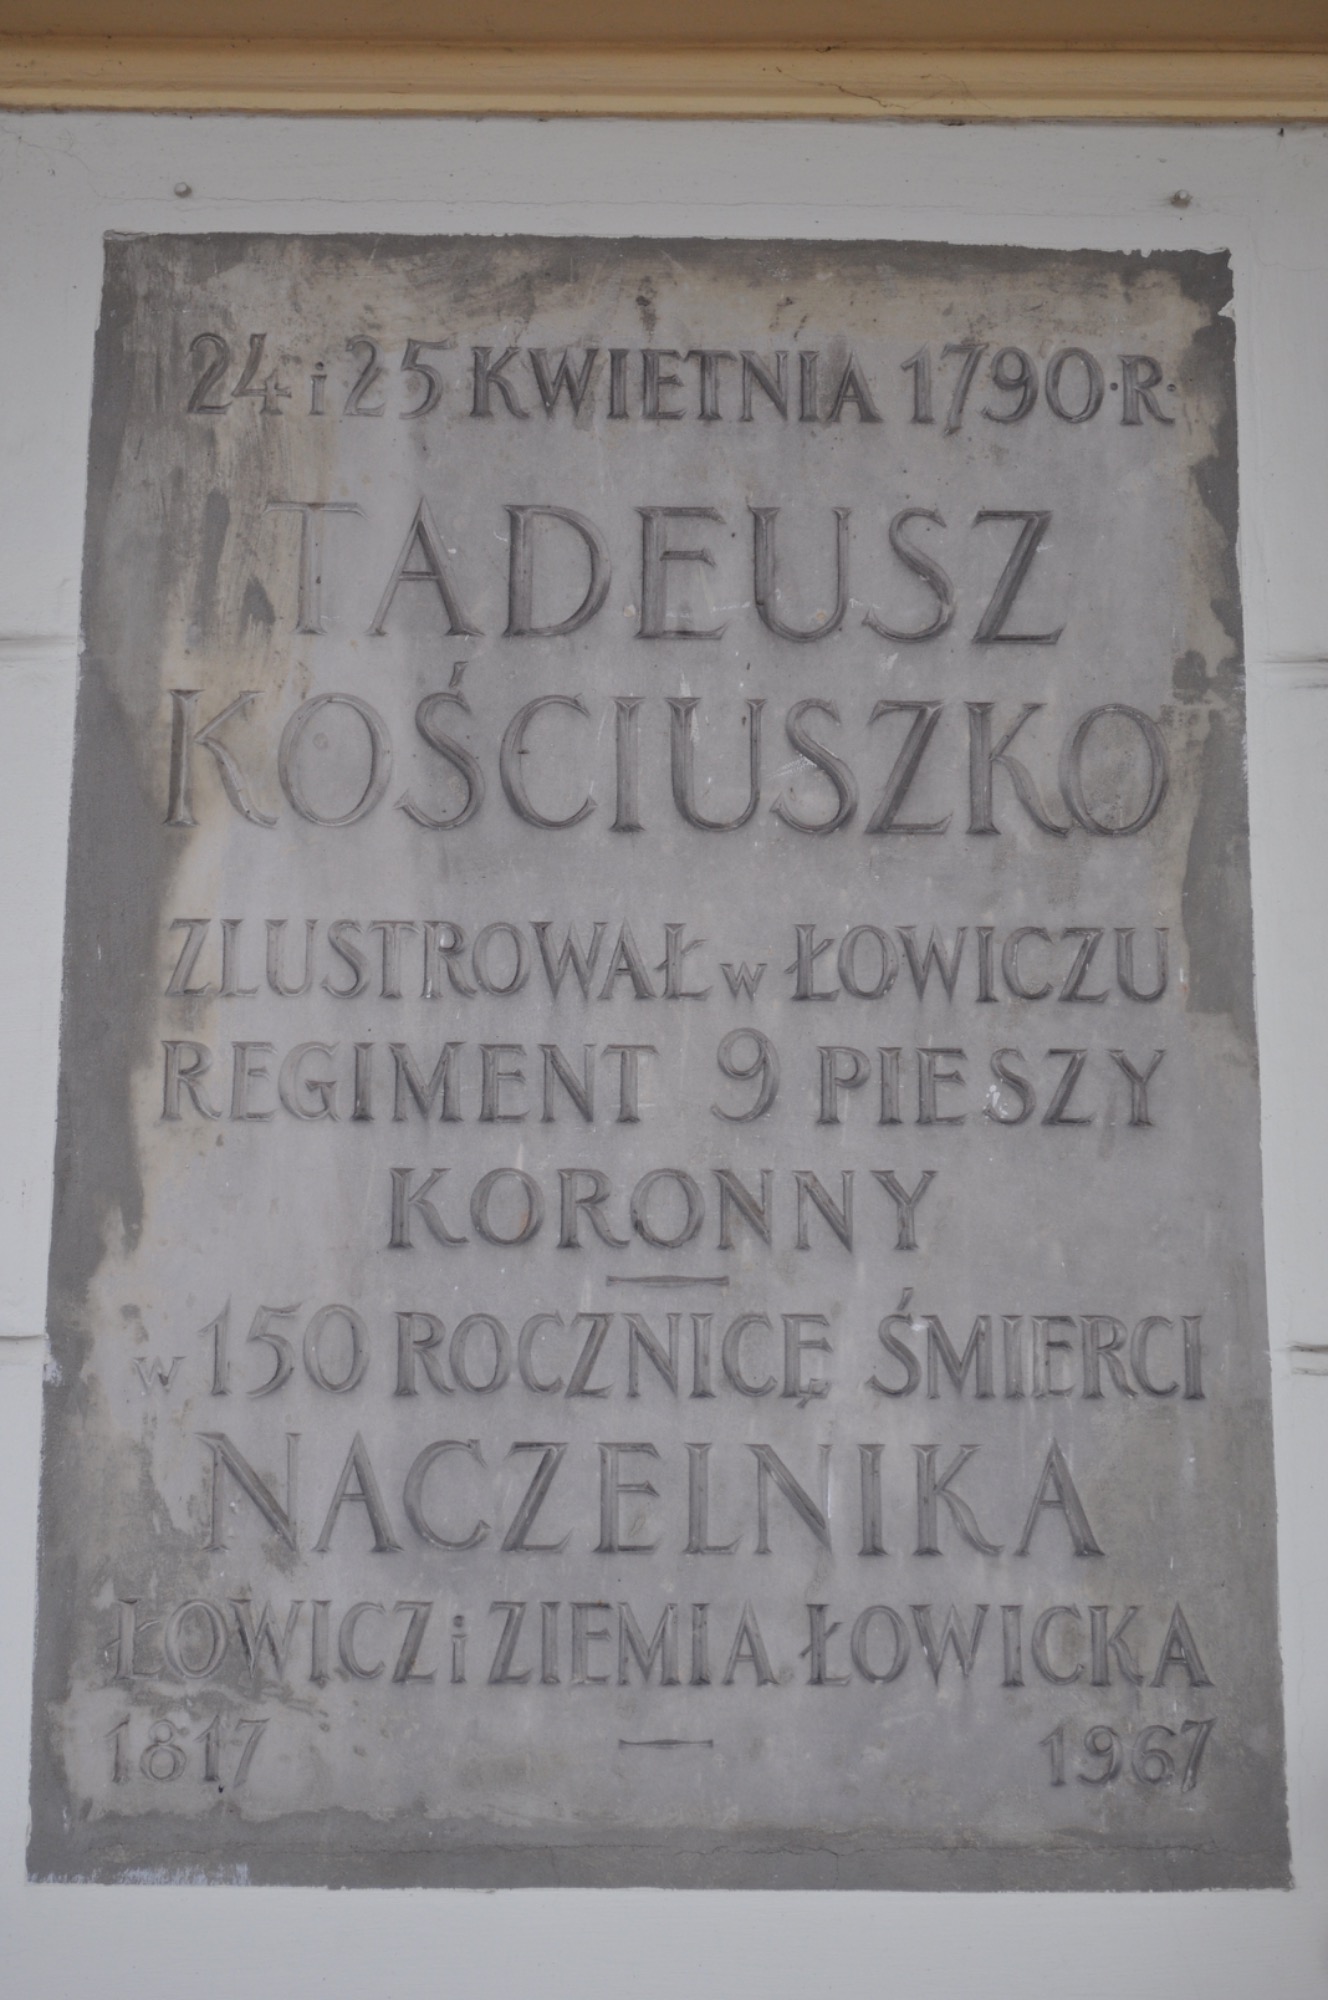 24 i 25 KWIETNIA 1790·R·
TADEUSZ
KOŚCIUSZKO
ZLUSTROWAŁ w ŁOWICZU
REGIMENT 9 PIESZY
KORONNY
—
w 150 ROCZNICĘ ŚMIERCI
NACZELNIKA
ŁOWICZ i ZIEMIA ŁOWICKA
1817 — 1967